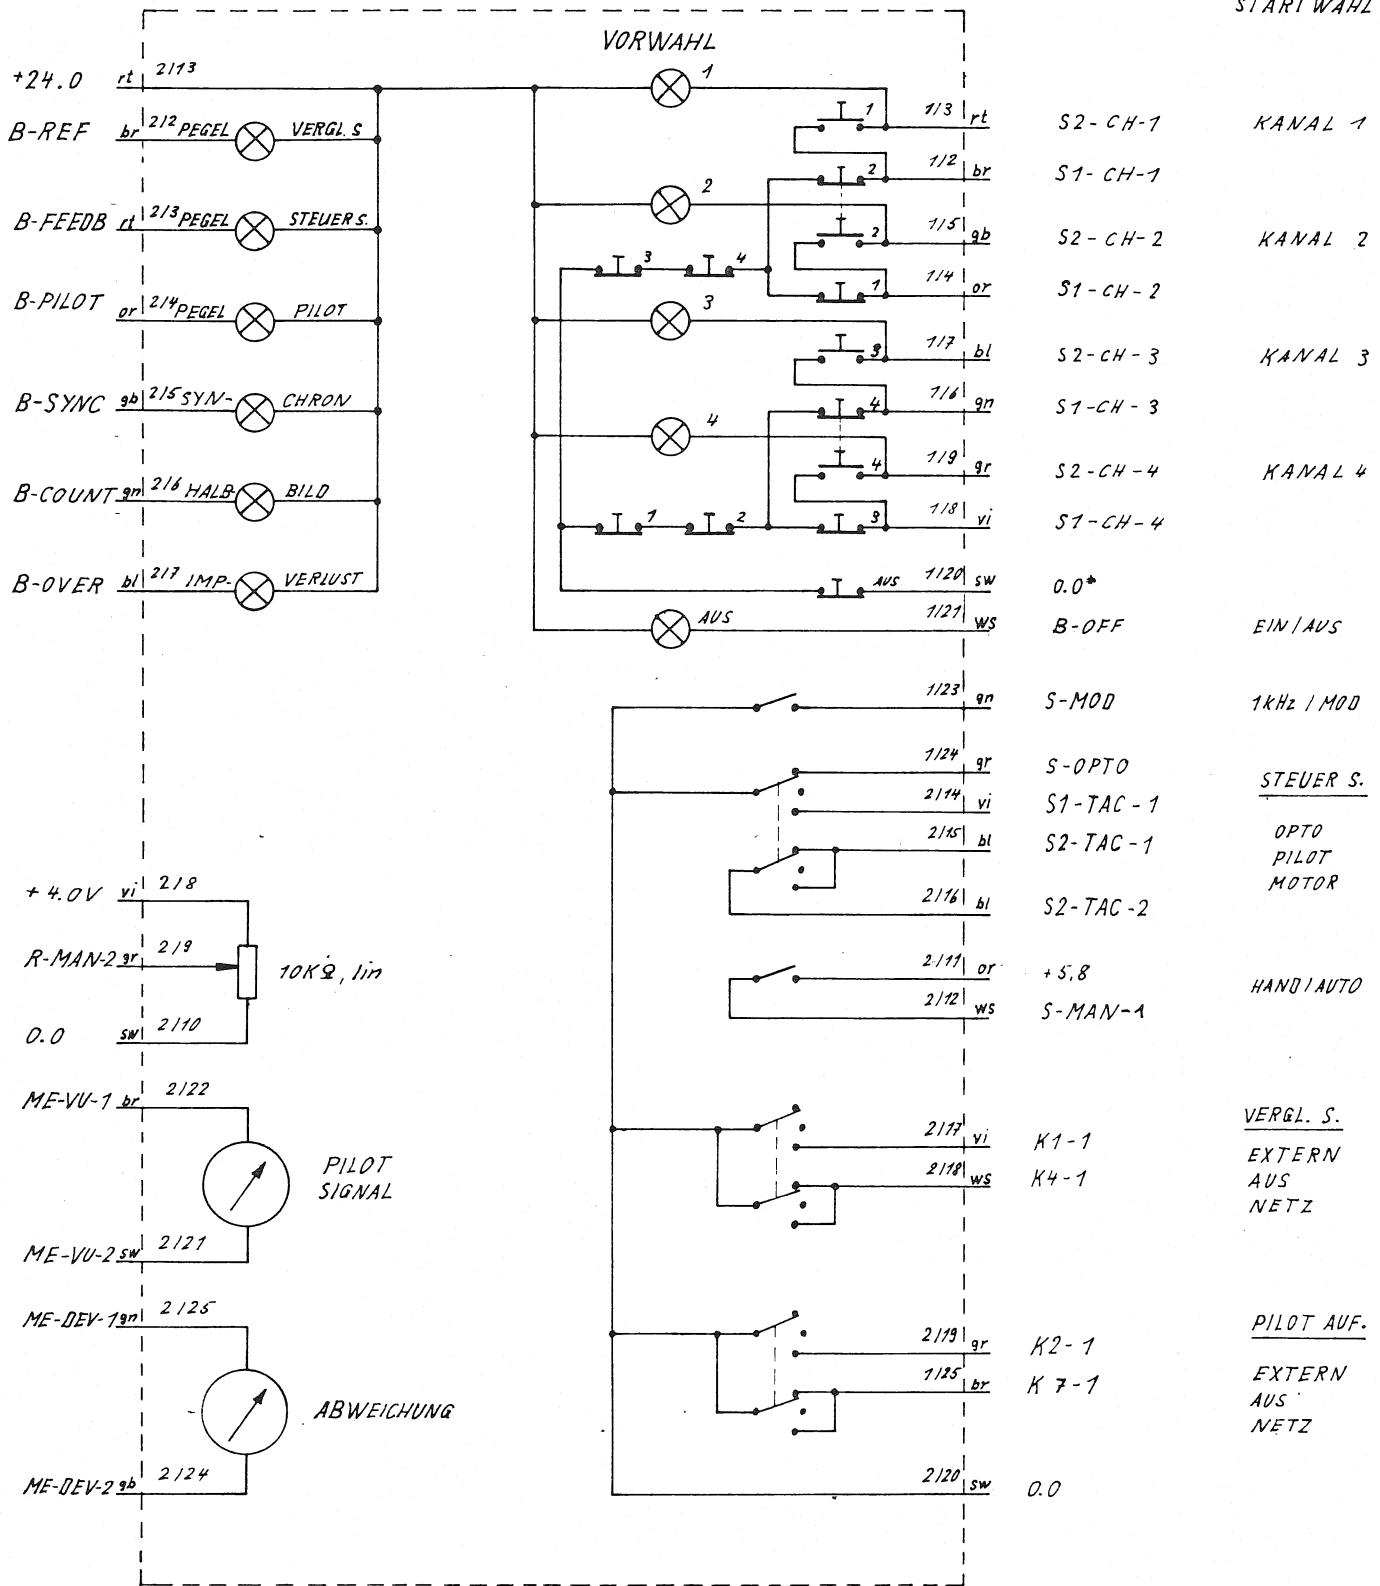 STARTWAHL
VORWAHL
+24.0 rt 2/13
B-REF br 2/2 PEGEL VERGL. S
B-FEEDB rt 2/3 PEGEL STEUER S.
B-PILOT or 2/4 PEGEL PILOT
B-SYNC gb 2/5 SYN- CHRON
B-COUNT gn 2/6 HALB- BILD
B-OVER bl 2/7 IMP- VERLUST
+4.0V vi 2/8
R-MAN-2 gr 2/9
10KΩ, lin
0.0 sw 2/10
ME-VU-1 br 2/22
PILOT
SIGNAL
ME-VU-2 sw 2/21
ME-DEV-1 gn 2/25
ABWEICHUNG
ME-DEV-2 gb 2/24
1
1 1/3 rt S2-CH-1 KANAL 1
2 1/2 br S1-CH-1
2
2 1/5 gb S2-CH-2 KANAL 2
3 4
1 1/4 or S1-CH-2
3
3 1/7 bl S2-CH-3 KANAL 3
4 1/6 gn S1-CH-3
4
4 1/9 gr S2-CH-4 KANAL 4
1 2 3 1/8 vi S1-CH-4
AUS 1/20 sw 0.0*
AUS 1/21 ws B-OFF EIN/AUS
1/23 gn S-MOD 1kHz/MOD
1/24 gr S-OPTO
STEUER S.
2/14 vi S1-TAC-1
2/15 bl S2-TAC-1
OPTO
PILOT
MOTOR
2/16 bl S2-TAC-2
2/11 or +5,8
HAND/AUTO
2/12 ws S-MAN-1
VERGL. S.
2/17 vi K1-1
EXTERN
2/18 ws K4-1
AUS
NETZ
PILOT AUF.
2/19 gr K2-1
1/25 br K7-1
EXTERN
AUS
NETZ
2/20 sw 0.0